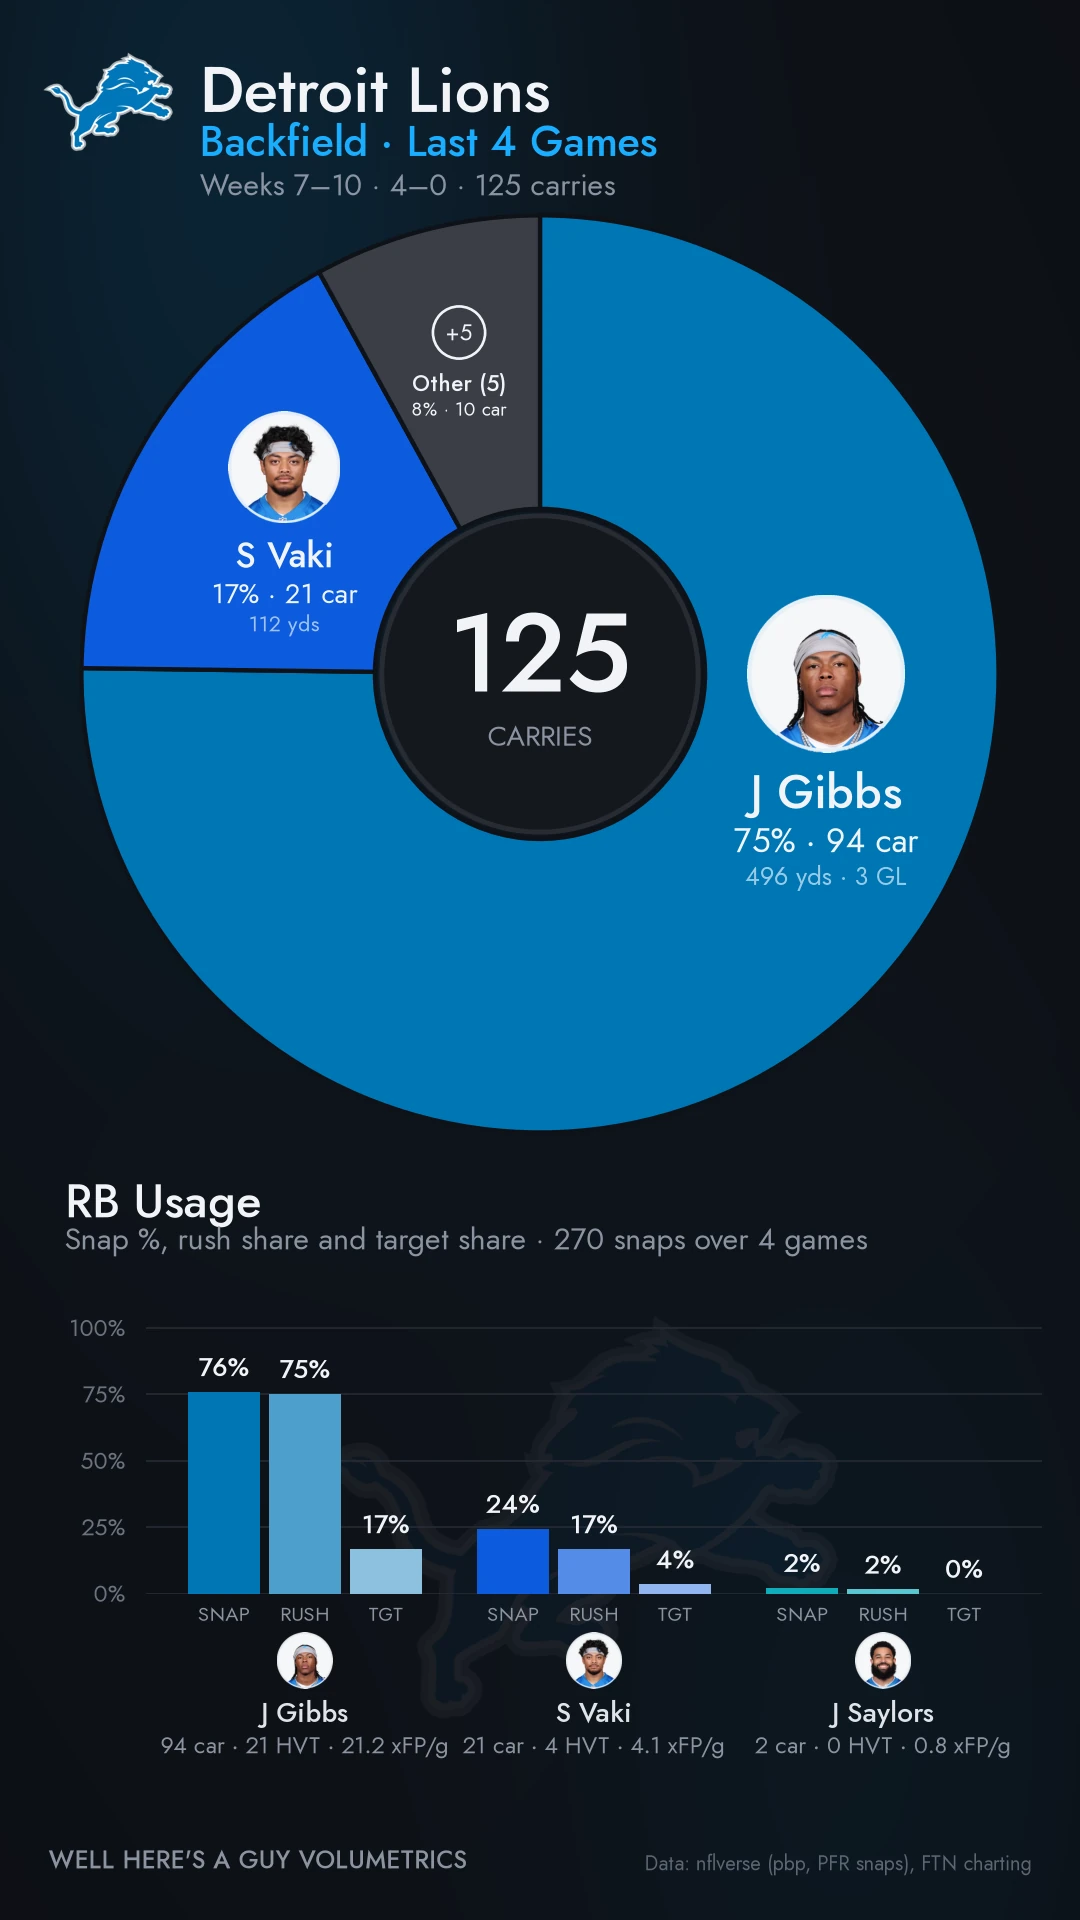 Detroit Lions
Backfield · Last 4 Games
Weeks 7–10 · 4–0 · 125 carries
+5
Other (5)
8% · 10 car
S Vaki
17% · 21 car
112 yds
125
CARRIES
J Gibbs
75% · 94 car
496 yds · 3 GL
RB Usage
Snap %, rush share and target share · 270 snaps over 4 games
100%
75%
50%
25%
0%
76% 75% 17% 24% 17% 4% 2% 2% 0%
SNAP RUSH TGT SNAP RUSH TGT SNAP RUSH TGT
J Gibbs S Vaki J Saylors
94 car · 21 HVT · 21.2 xFP/g 21 car · 4 HVT · 4.1 xFP/g 2 car · 0 HVT · 0.8 xFP/g
WELL HERE'S A GUY VOLUMETRICS
Data: nflverse (pbp, PFR snaps), FTN charting